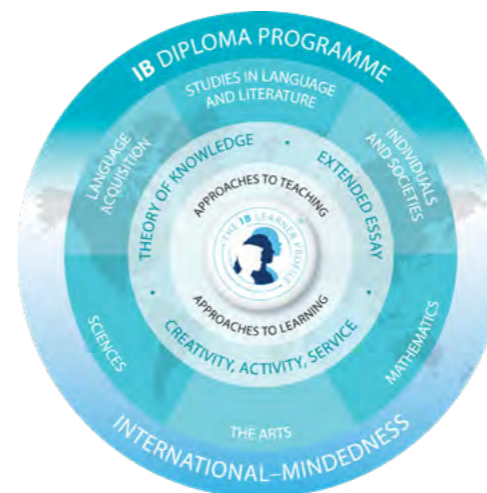 IB DIPLOMA PROGRAMME
STUDIES IN LANGUAGE
AND LITERATURE
LANGUAGE
ACQUISITION
INDIVIDUALS
AND SOCIETIES
THEORY OF KNOWLEDGE
EXTENDED ESSAY
APPROACHES TO TEACHING
THE IB LEARNER PROFILE
APPROACHES TO LEARNING
CREATIVITY, ACTIVITY, SERVICE
SCIENCES
MATHEMATICS
THE ARTS
INTERNATIONAL–MINDEDNESS